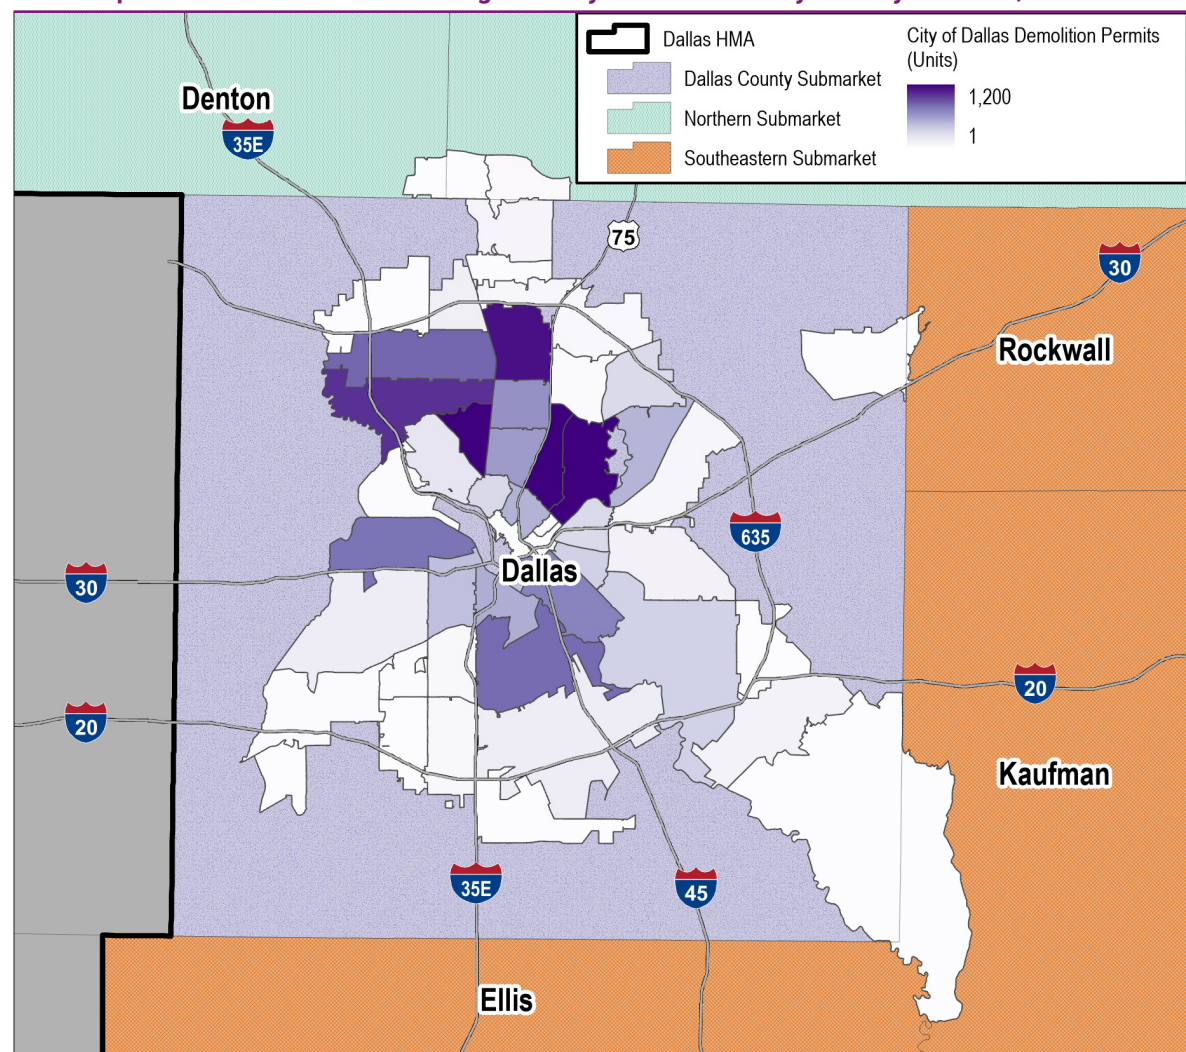 Dallas HMA
Dallas County Submarket
Northern Submarket
Southeastern Submarket
City of Dallas Demolition Permits
(Units)
1,200
1
Denton
35E
75
30
Rockwall
635
Dallas
30
20
20
Kaufman
35E
45
Ellis